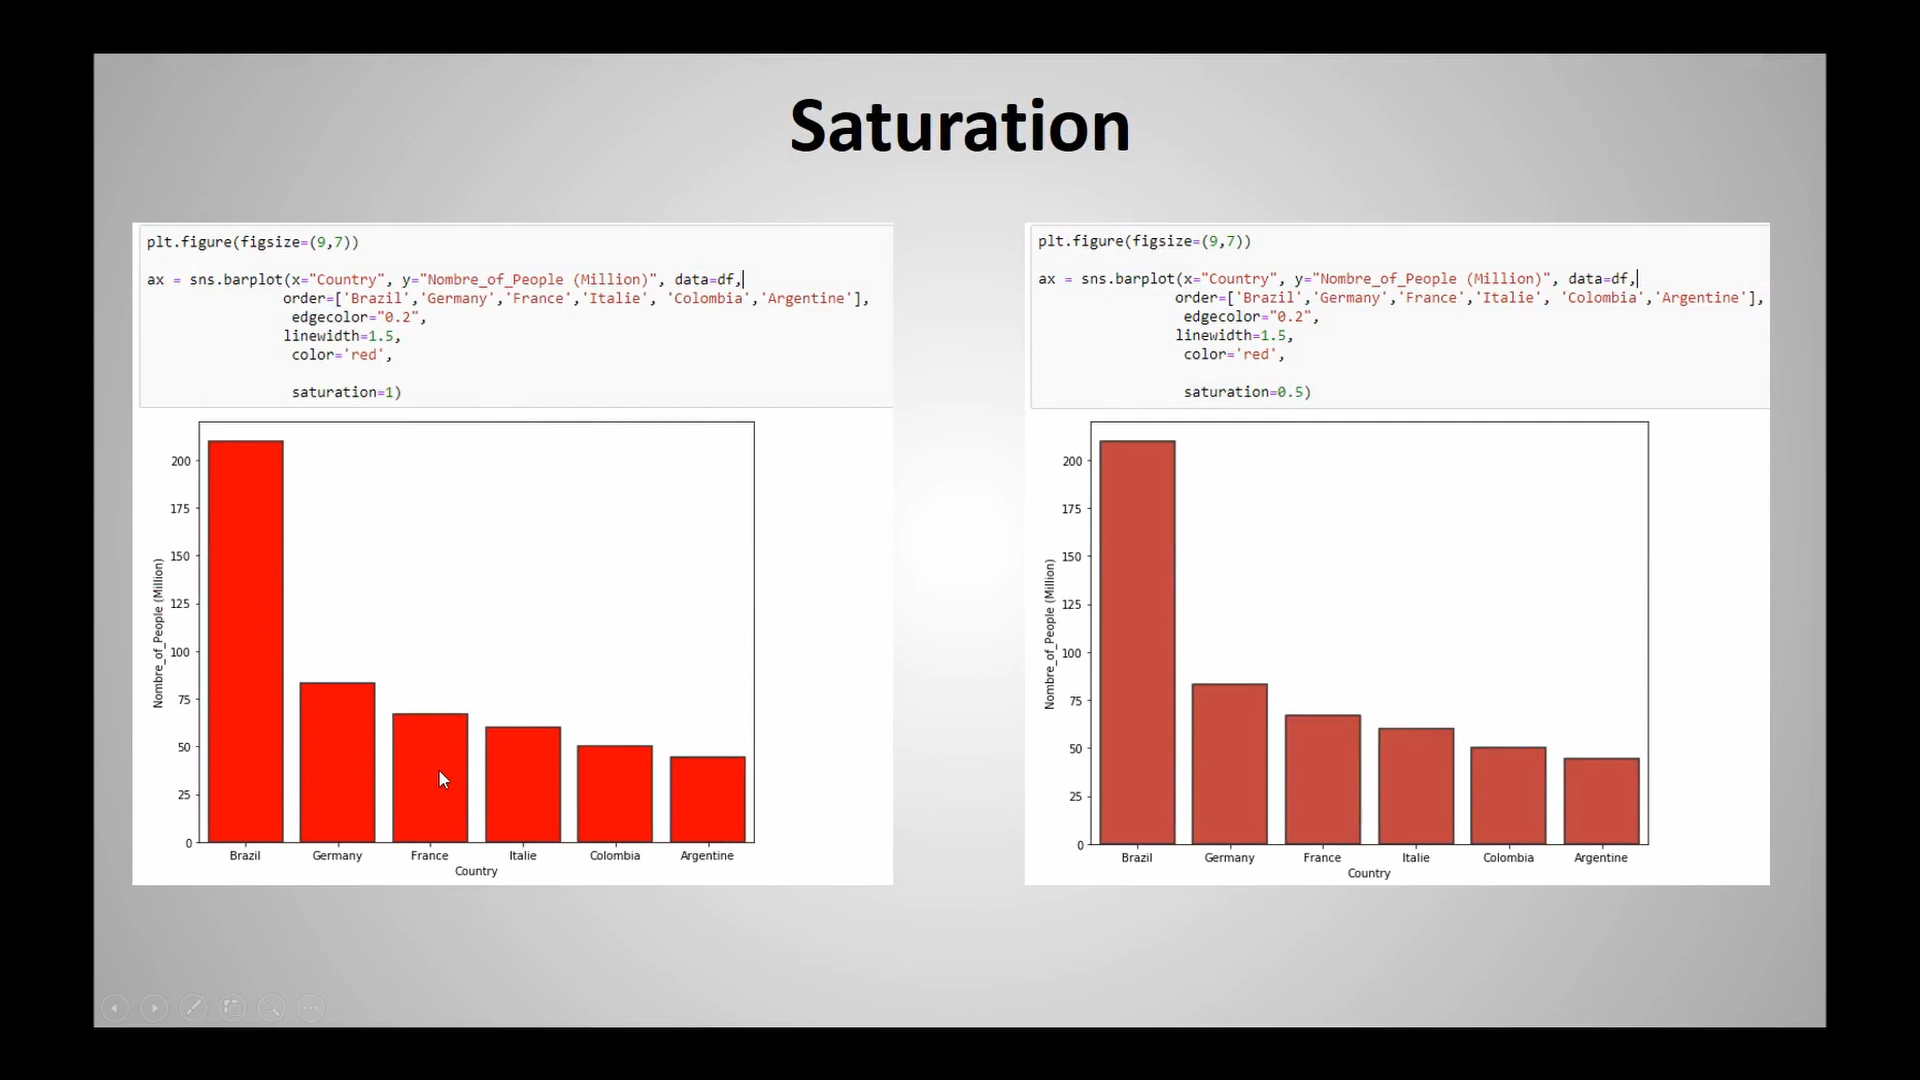 Saturation
plt.figure(figsize=(9,7))
ax = sns.barplot(x="Country", y="Nombre_of_People (Million)", data=df,
order=['Brazil','Germany','France','Italie', 'Colombia','Argentine'],
edgecolor="0.2",
linewidth=1.5,
color='red',
saturation=1)
200
175
150
125
100
75
50
25
0
Nombre_of_People (Million)
Brazil Germany France Italie Colombia Argentine
Country
plt.figure(figsize=(9,7))
ax = sns.barplot(x="Country", y="Nombre_of_People (Million)", data=df,
order=['Brazil','Germany','France','Italie', 'Colombia','Argentine'],
edgecolor="0.2",
linewidth=1.5,
color='red',
saturation=0.5)
200
175
150
125
100
75
50
25
0
Nombre_of_People (Million)
Brazil Germany France Italie Colombia Argentine
Country